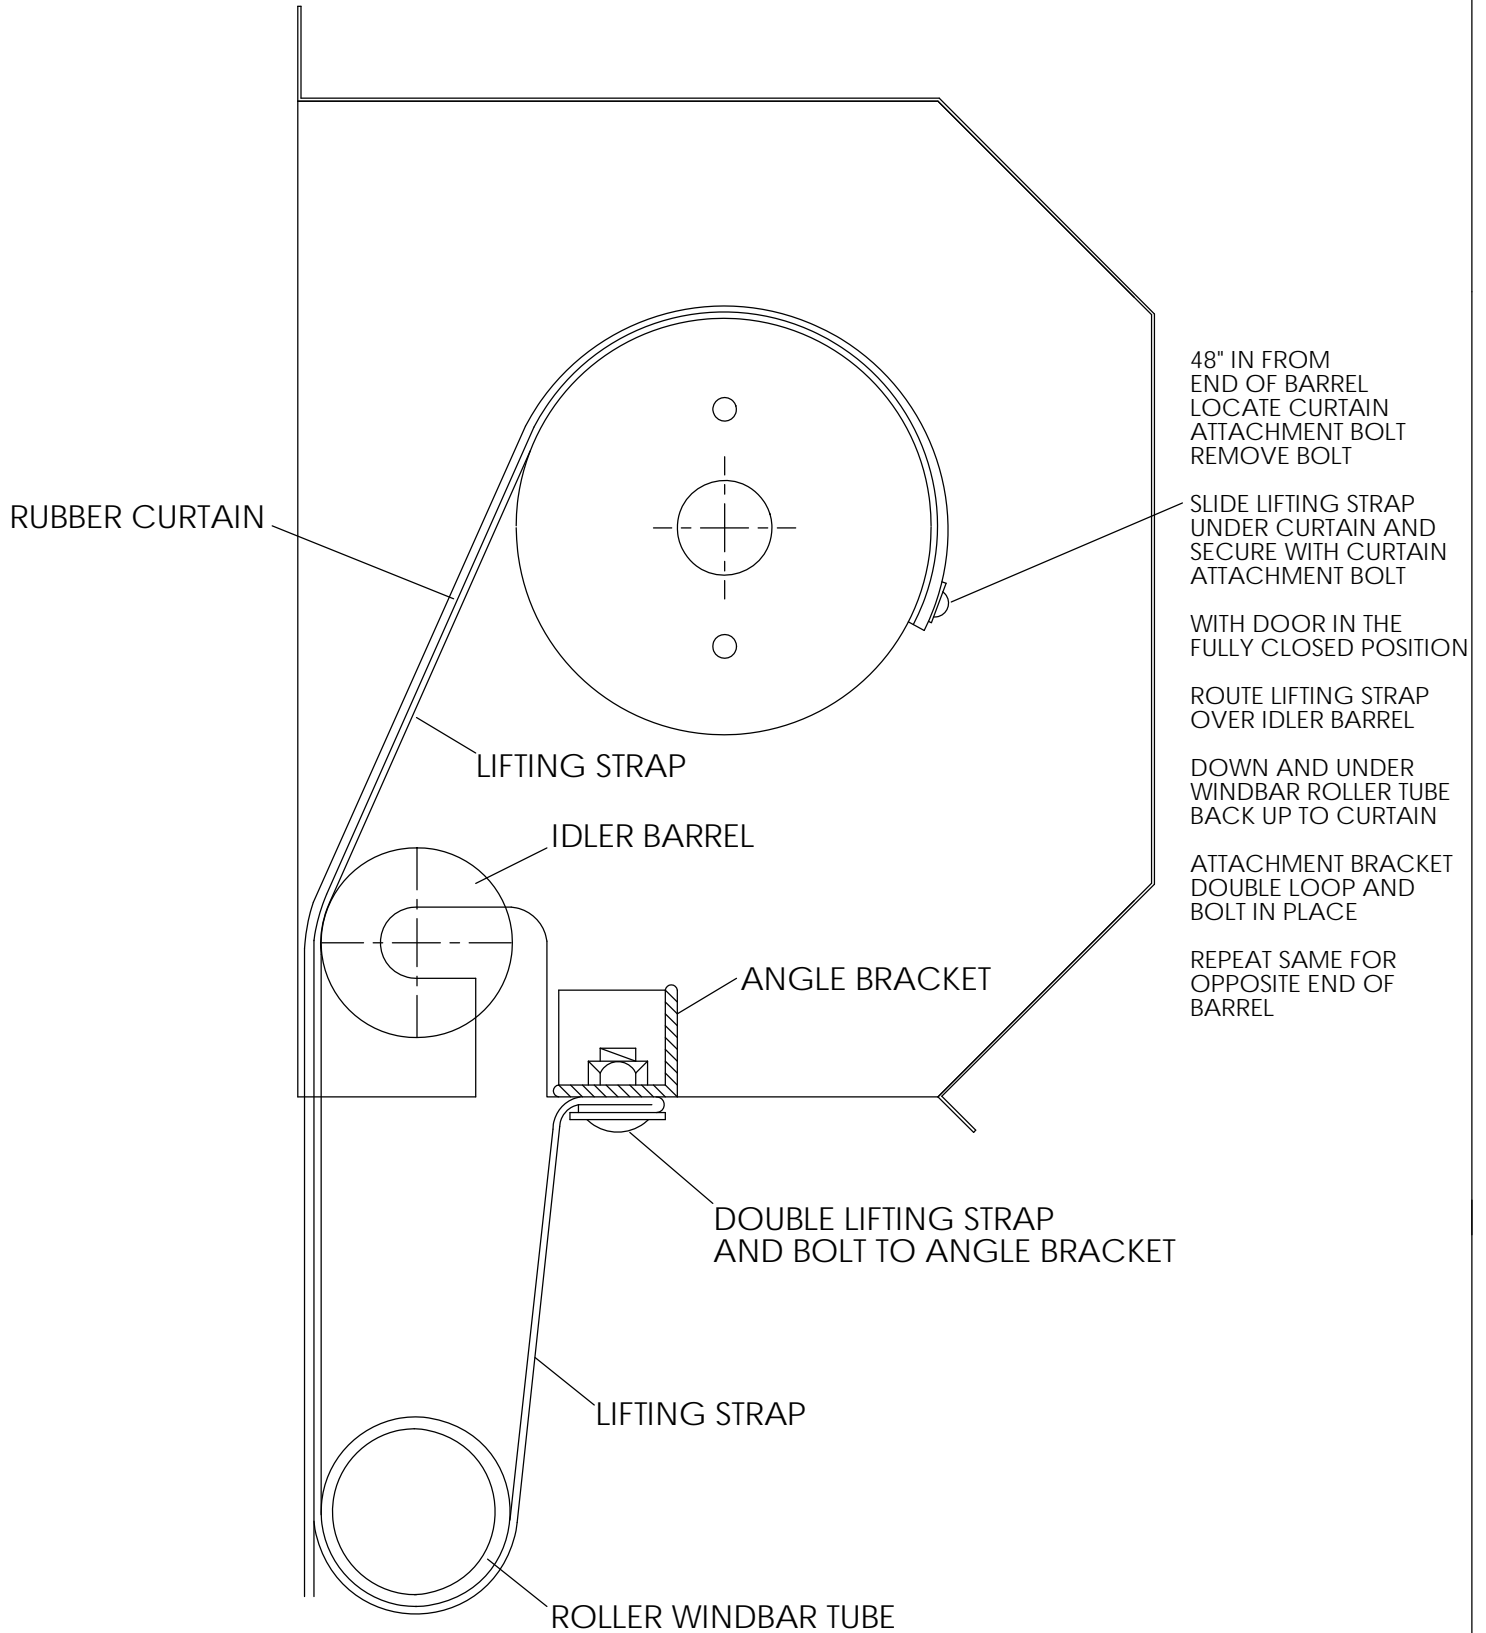 48" IN FROM
END OF BARREL
LOCATE CURTAIN
ATTACHMENT BOLT
REMOVE BOLT
SLIDE LIFTING STRAP
UNDER CURTAIN AND
SECURE WITH CURTAIN
ATTACHMENT BOLT
WITH DOOR IN THE
FULLY CLOSED POSITION
ROUTE LIFTING STRAP
OVER IDLER BARREL
DOWN AND UNDER
WINDBAR ROLLER TUBE
BACK UP TO CURTAIN
ATTACHMENT BRACKET
DOUBLE LOOP AND
BOLT IN PLACE
REPEAT SAME FOR
OPPOSITE END OF
BARREL
RUBBER CURTAIN
LIFTING STRAP
IDLER BARREL
ANGLE BRACKET
DOUBLE LIFTING STRAP
AND BOLT TO ANGLE BRACKET
LIFTING STRAP
ROLLER WINDBAR TUBE